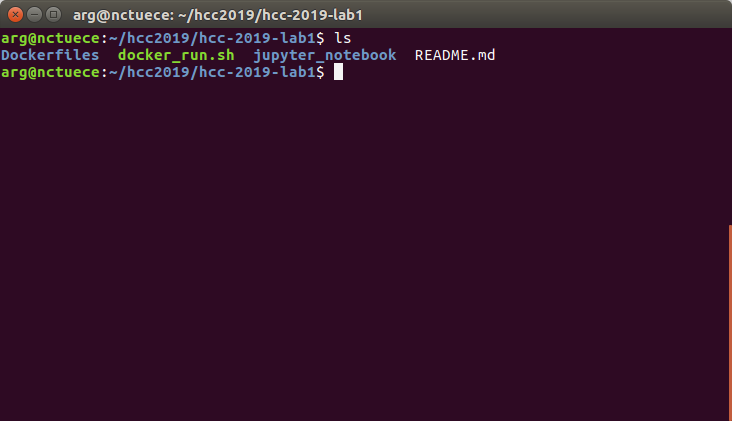 arg@nctuece: ~/hcc2019/hcc-2019-lab1
arg@nctuece:~/hcc2019/hcc-2019-lab1$ ls
Dockerfiles  docker_run.sh  jupyter_notebook  README.md
arg@nctuece:~/hcc2019/hcc-2019-lab1$